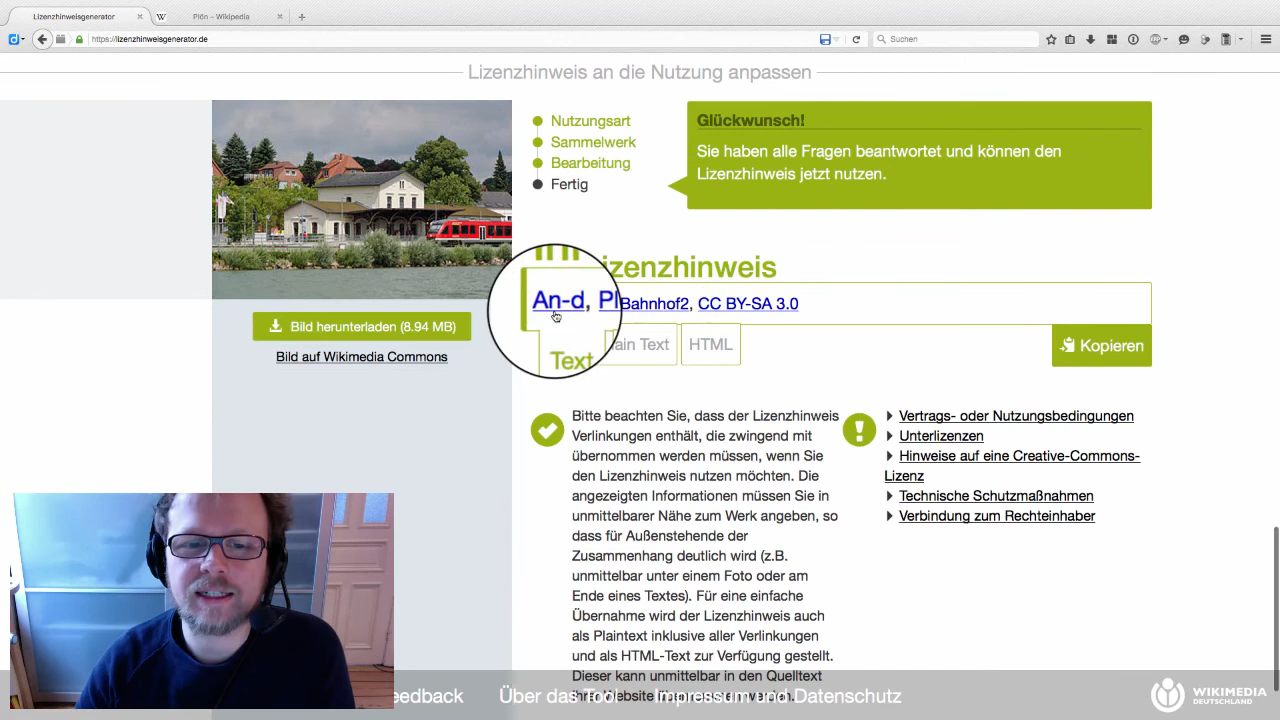 Lizenzhinweisgenerator
Plön – Wikipedia
https://lizenzhinweisgenerator.de
Suchen
Lizenzhinweis an die Nutzung anpassen
Nutzungsart
Sammelwerk
Bearbeitung
Fertig
Glückwunsch!
Sie haben alle Fragen beantwortet und können den
Lizenzhinweis jetzt nutzen.
Bild herunterladen (8.94 MB)
Bild auf Wikimedia Commons
izenzhinweis
An-d, Pl Bahnhof2, CC BY-SA 3.0
Text ain Text HTML
Kopieren
Bitte beachten Sie, dass der Lizenzhinweis
Verlinkungen enthält, die zwingend mit
übernommen werden müssen, wenn Sie
den Lizenzhinweis nutzen möchten. Die
angezeigten Informationen müssen Sie in
unmittelbarer Nähe zum Werk angeben, so
dass für Außenstehende der
Zusammenhang deutlich wird (z.B.
unmittelbar unter einem Foto oder am
Ende eines Textes). Für eine einfache
Übernahme wird der Lizenzhinweis auch
als Plaintext inklusive aller Verlinkungen
und als HTML-Text zur Verfügung gestellt.
Dieser kann unmittelbar in den Quelltext
Vertrags- oder Nutzungsbedingungen
Unterlizenzen
Hinweise auf eine Creative-Commons-
Lizenz
Technische Schutzmaßnahmen
Verbindung zum Rechteinhaber
eedback Über das Tool Impressum und Datenschutz
WIKIMEDIA
DEUTSCHLAND